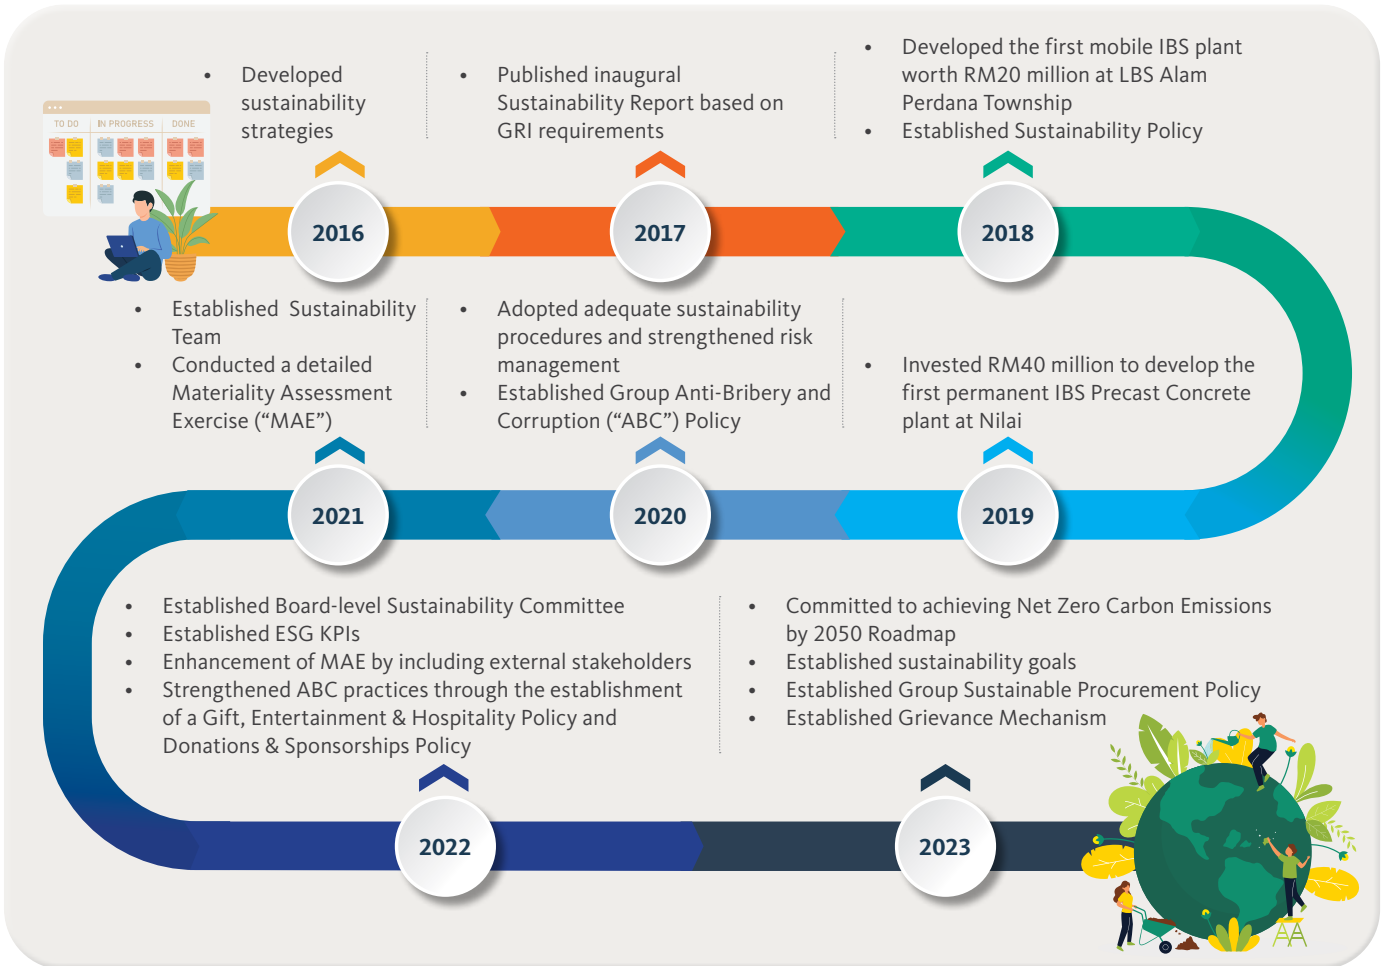 TO DO
IN PROGRESS
DONE
• Developed
sustainability
strategies
• Published inaugural
Sustainability Report based on
GRI requirements
• Developed the first mobile IBS plant
worth RM20 million at LBS Alam
Perdana Township
• Established Sustainability Policy
2016
2017
2018
• Established Sustainability
Team
• Conducted a detailed
Materiality Assessment
Exercise (“MAE”)
• Adopted adequate sustainability
procedures and strengthened risk
management
• Established Group Anti-Bribery and
Corruption (“ABC”) Policy
• Invested RM40 million to develop the
first permanent IBS Precast Concrete
plant at Nilai
2021
2020
2019
• Established Board-level Sustainability Committee
• Established ESG KPIs
• Enhancement of MAE by including external stakeholders
• Strengthened ABC practices through the establishment
of a Gift, Entertainment & Hospitality Policy and
Donations & Sponsorships Policy
• Committed to achieving Net Zero Carbon Emissions
by 2050 Roadmap
• Established sustainability goals
• Established Group Sustainable Procurement Policy
• Established Grievance Mechanism
2022
2023